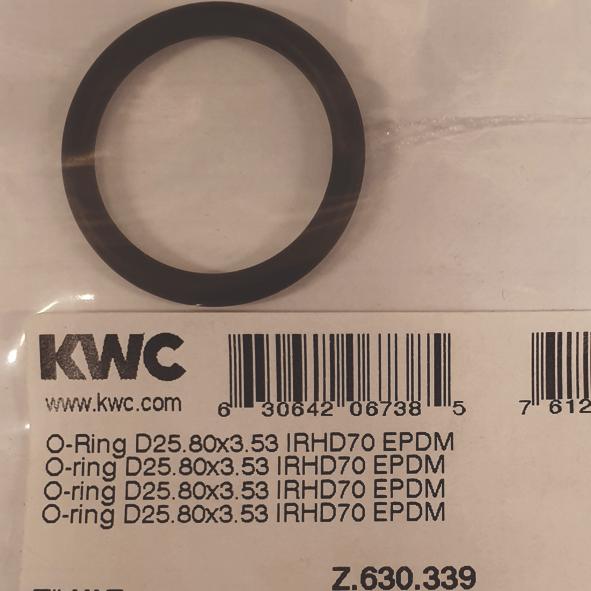 KWC
www.kwc.com
6 30642 06738 5
7 612
O-Ring D25.80x3.53 IRHD70 EPDM
O-ring D25.80x3.53 IRHD70 EPDM
O-ring D25.80x3.53 IRHD70 EPDM
O-ring D25.80x3.53 IRHD70 EPDM
Z.630.339